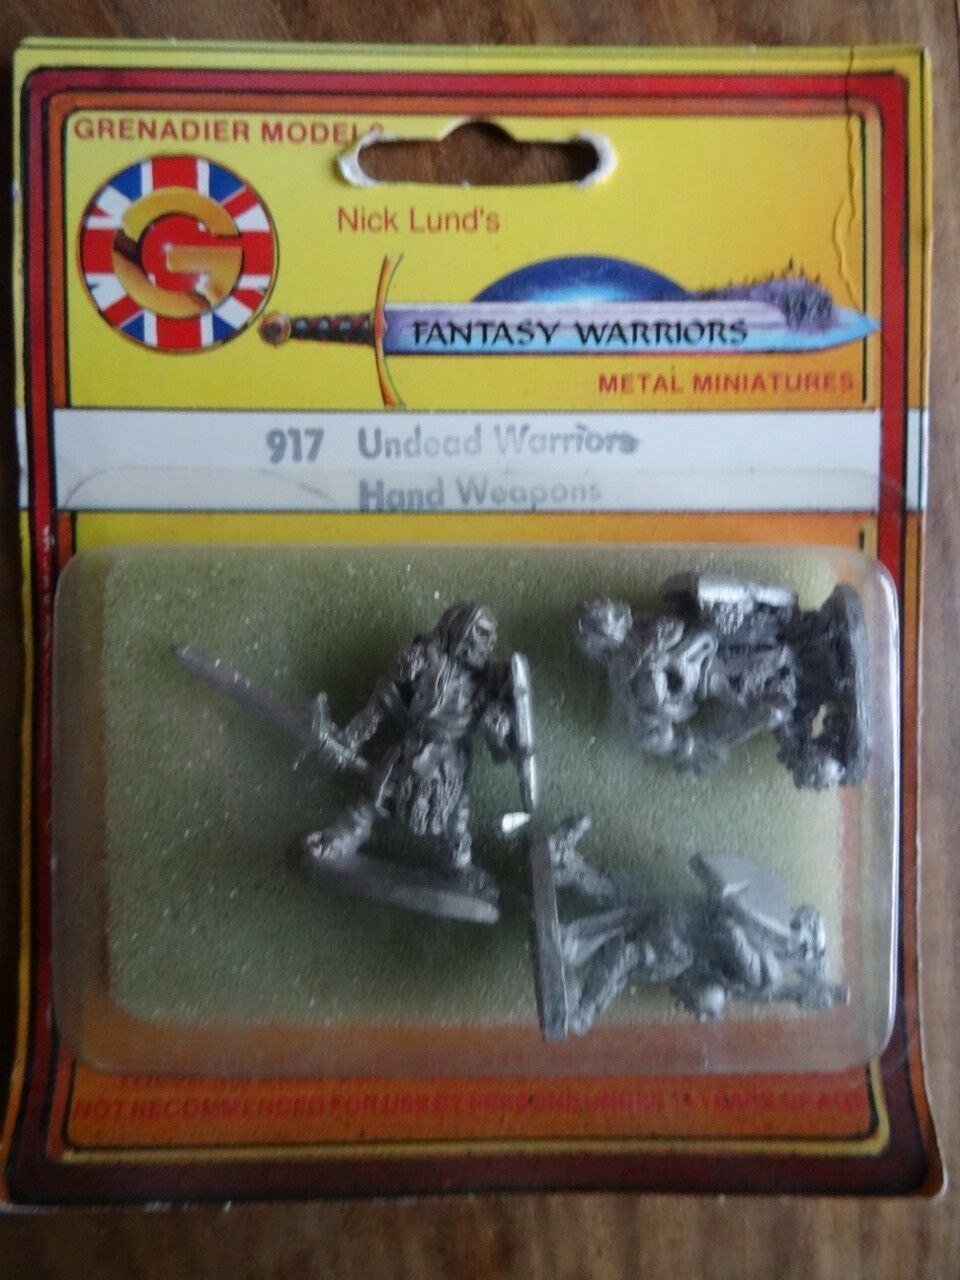 GRENADIER MODELS
G
Nick Lund's
FANTASY WARRIORS
METAL MINIATURES
917 Undead Warriors
Hand Weapons
NOT RECOMMENDED FOR USE BY PERSONS UNDER 14 YEARS OF AGE